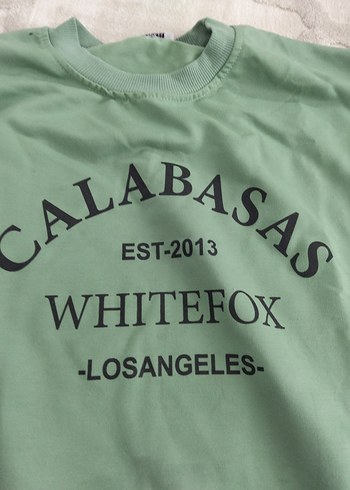 CALABASAS
EST-2013
WHITEFOX
-LOSANGELES-